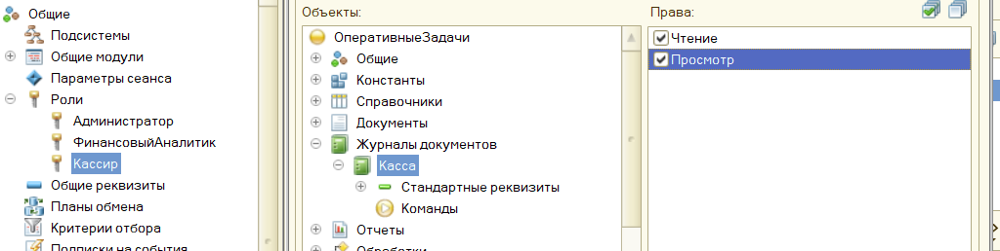 Общие
Подсистемы
Общие модули
Параметры сеанса
Роли
Администратор
ФинансовыйАналитик
Кассир
Общие реквизиты
Планы обмена
Критерии отбора
Подписки на события
Объекты:
ОперативныеЗадачи
Общие
Константы
Справочники
Документы
Журналы документов
Касса
Стандартные реквизиты
Команды
Отчеты
Обработки
Права:
Чтение
Просмотр